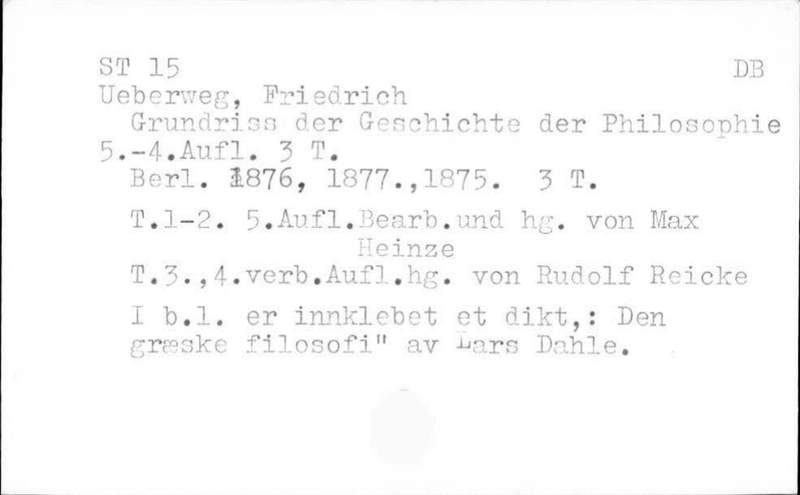 ST 15 DB
Ueberweg, Friedrich
Grundriss der Geschichte der Philosophie
5.-4.Aufl. 3 T.
Berl. 1876, 1877.,1875. 3 T.
T.1-2. 5.Aufl.Bearb.und hg. von Max
Heinze
T.3.,4.verb.Aufl.hg. von Rudolf Reicke
I b.1. er innklebet et dikt,: Den
græske filosofi" av Lars Dahle.